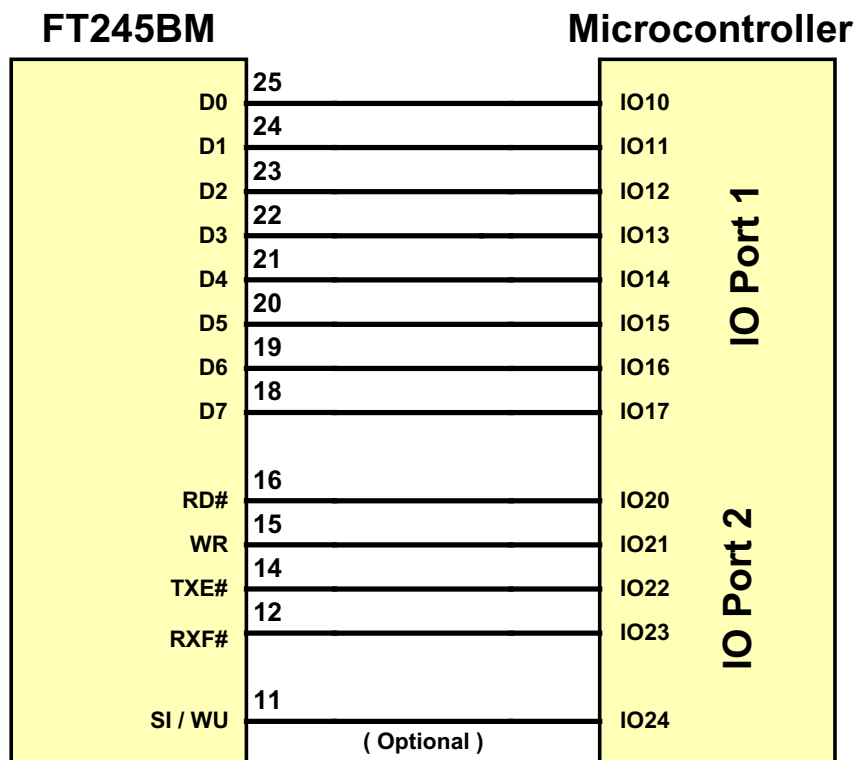 FT245BM Microcontroller
25
D0 IO10
24
D1 IO11
23
D2 IO12
22
D3 IO13
21
D4 IO14
20
D5 IO15
19
D6 IO16
18
D7 IO17
IO Port 1
16
RD# IO20
15
WR IO21
14
TXE# IO22
12
RXF# IO23
11
SI / WU IO24
( Optional )
IO Port 2